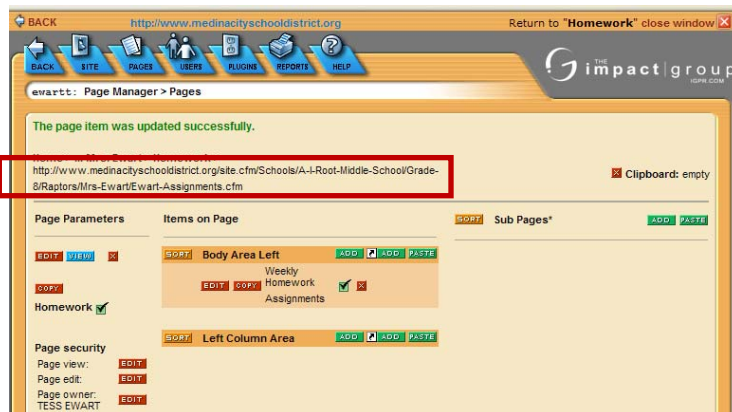 BACK http://www.medinacityschooldistrict.org Return to "Homework" close window
BACK SITE PAGES USERS PLUGINS REPORTS HELP
THE impact group
IGPR.COM
ewartt: Page Manager > Pages
The page item was updated successfully.
http://www.medinacityschooldistrict.org/site.cfm/Schools/A-I-Root-Middle-School/Grade-
8/Raptors/Mrs-Ewart/Ewart-Assignments.cfm
Clipboard: empty
Page Parameters
Items on Page
SORT Sub Pages* ADD PASTE
EDIT VIEW
SORT Body Area Left ADD ADD PASTE
EDIT COPY Weekly
Homework
Assignments
COPY
Homework
SORT Left Column Area ADD ADD PASTE
Page security
Page view: EDIT
Page edit: EDIT
Page owner: EDIT
TESS EWART